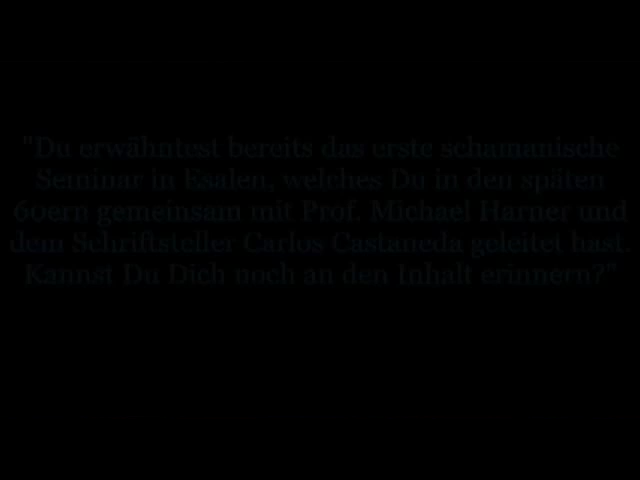 "Du erwähntest bereits das erste schamanische
Seminar in Esalen, welches Du in den späten
60ern gemeinsam mit Prof. Michael Harner und
dem Schriftsteller Carlos Castaneda geleitet hast.
Kannst Du Dich noch an den Inhalt erinnern?"